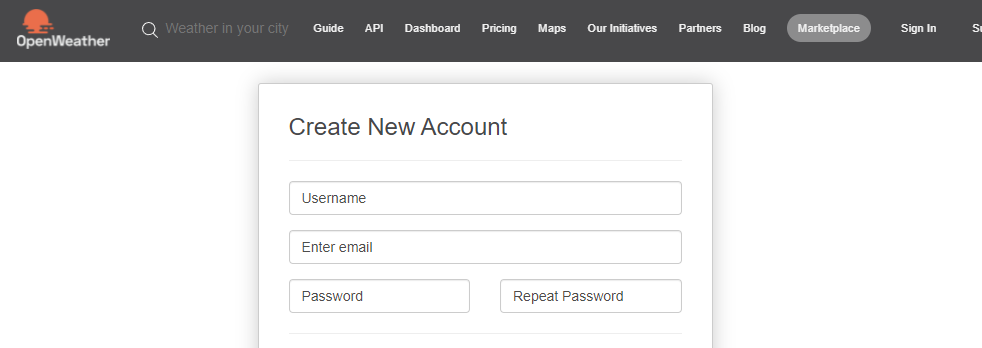 OpenWeather
Weather in your city Guide API Dashboard Pricing Maps Our Initiatives Partners Blog Marketplace Sign In
Create New Account
Username
Enter email
Password Repeat Password